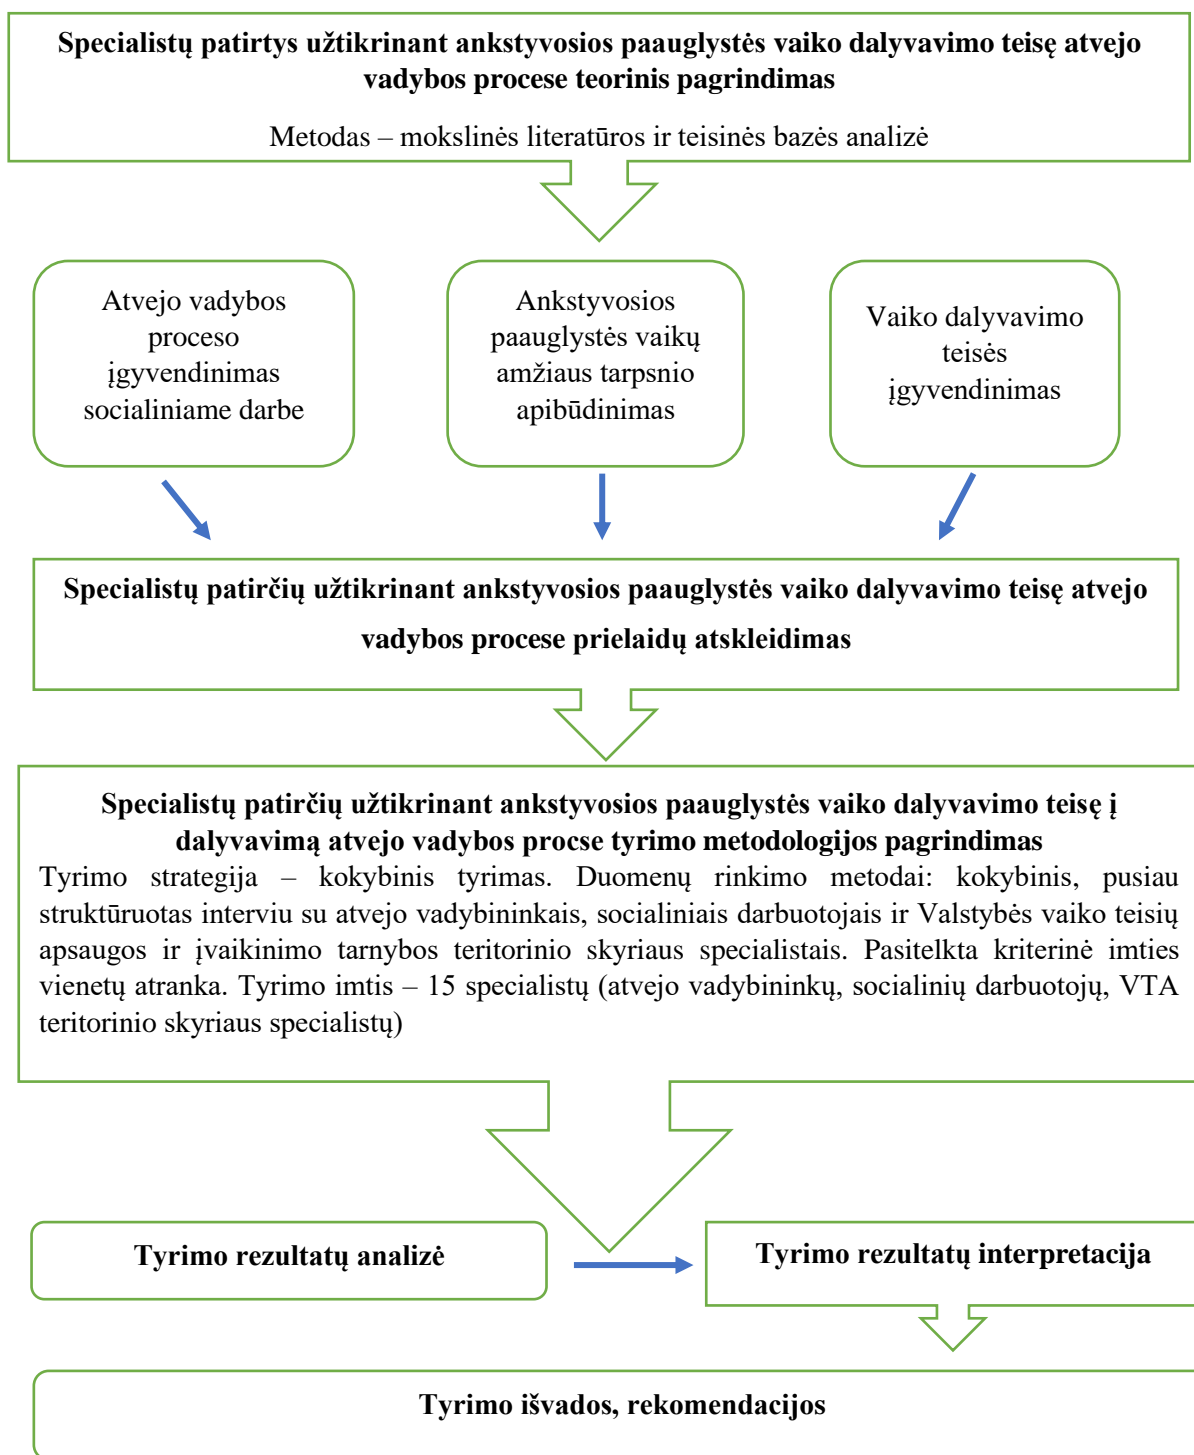 Specialistų patirtys užtikrinant ankstyvosios paauglystės vaiko dalyvavimo teisę atvejo
vadybos procese teorinis pagrindimas
Metodas – mokslinės literatūros ir teisinės bazės analizė
Atvejo vadybos
proceso
įgyvendinimas
socialiniame darbe
Ankstyvosios
paauglystės vaikų
amžiaus tarpsnio
apibūdinimas
Vaiko dalyvavimo
teisės
įgyvendinimas
Specialistų patirčių užtikrinant ankstyvosios paauglystės vaiko dalyvavimo teisę atvejo
vadybos procese prielaidų atskleidimas
Specialistų patirčių užtikrinant ankstyvosios paauglystės vaiko dalyvavimo teisę į
dalyvavimą atvejo vadybos procse tyrimo metodologijos pagrindimas
Tyrimo strategija – kokybinis tyrimas. Duomenų rinkimo metodai: kokybinis, pusiau
struktūruotas interviu su atvejo vadybininkais, socialiniais darbuotojais ir Valstybės vaiko teisių
apsaugos ir įvaikinimo tarnybos teritorinio skyriaus specialistais. Pasitelkta kriterinė imties
vienetų atranka. Tyrimo imtis – 15 specialistų (atvejo vadybininkų, socialinių darbuotojų, VTA
teritorinio skyriaus specialistų)
Tyrimo rezultatų analizė
Tyrimo rezultatų interpretacija
Tyrimo išvados, rekomendacijos